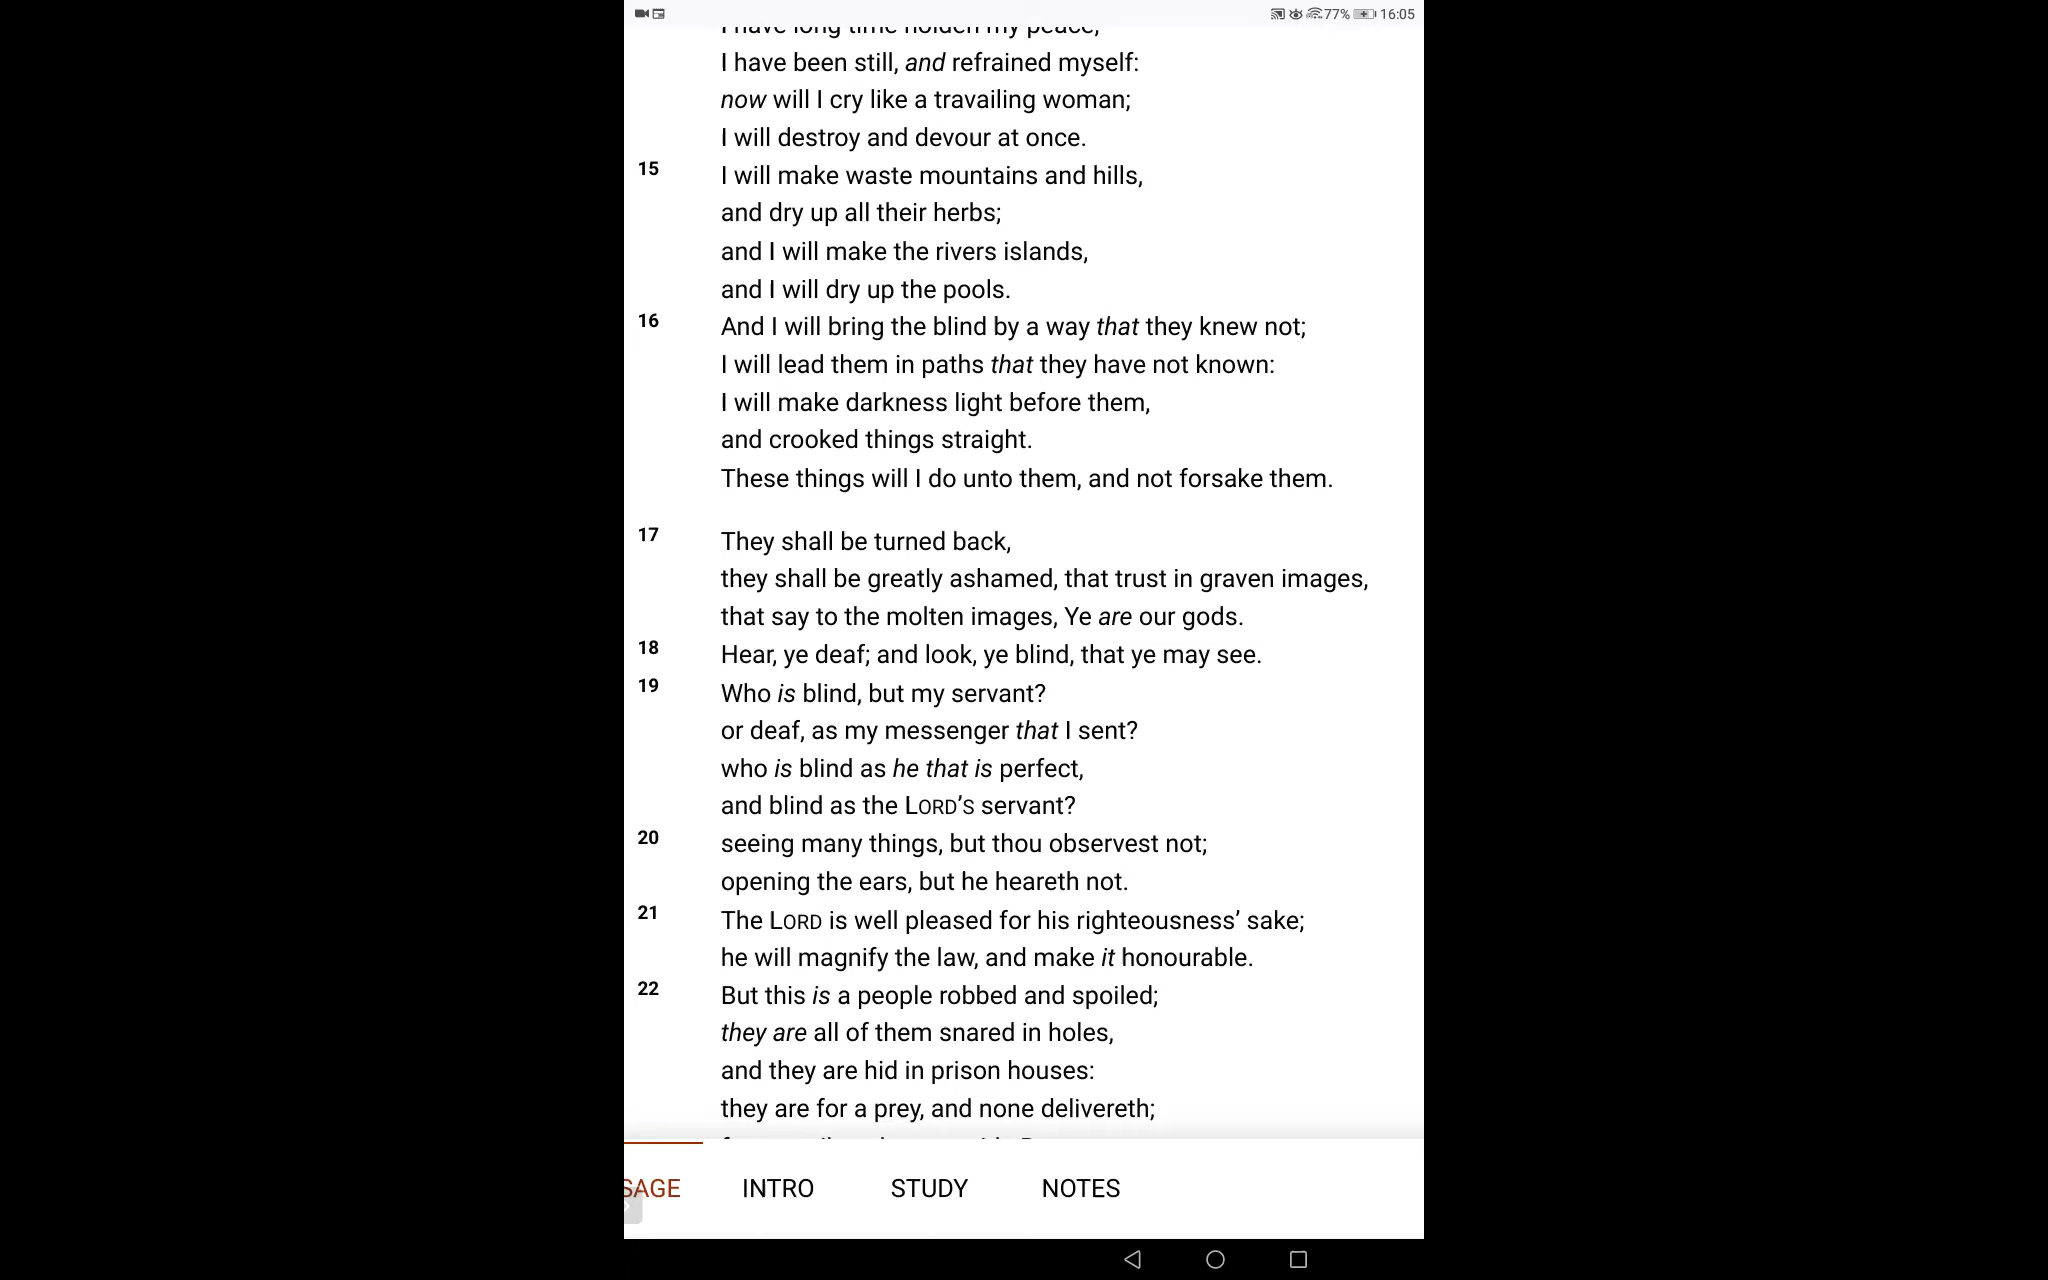 77% 16:05
I have long time holden my peace,
I have been still, and refrained myself:
now will I cry like a travailing woman;
I will destroy and devour at once.
15 I will make waste mountains and hills,
and dry up all their herbs;
and I will make the rivers islands,
and I will dry up the pools.
16 And I will bring the blind by a way that they knew not;
I will lead them in paths that they have not known:
I will make darkness light before them,
and crooked things straight.
These things will I do unto them, and not forsake them.
17 They shall be turned back,
they shall be greatly ashamed, that trust in graven images,
that say to the molten images, Ye are our gods.
18 Hear, ye deaf; and look, ye blind, that ye may see.
19 Who is blind, but my servant?
or deaf, as my messenger that I sent?
who is blind as he that is perfect,
and blind as the LORD’S servant?
20 seeing many things, but thou observest not;
opening the ears, but he heareth not.
21 The LORD is well pleased for his righteousness’ sake;
he will magnify the law, and make it honourable.
22 But this is a people robbed and spoiled;
they are all of them snared in holes,
and they are hid in prison houses:
they are for a prey, and none delivereth;
SAGE INTRO STUDY NOTES